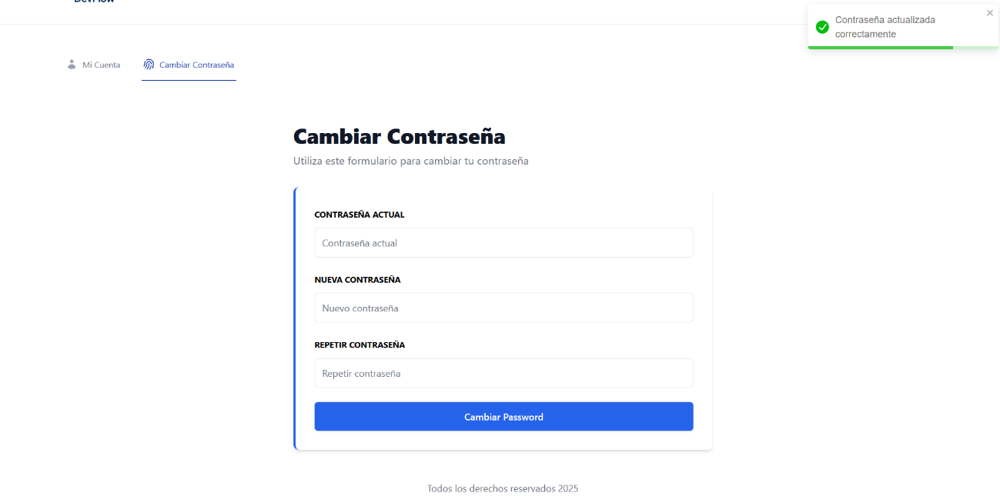 DevFlow
Contraseña actualizada
correctamente
Mi Cuenta
Cambiar Contraseña
Cambiar Contraseña
Utiliza este formulario para cambiar tu contraseña
CONTRASEÑA ACTUAL
Contraseña actual
NUEVA CONTRASEÑA
Nuevo contraseña
REPETIR CONTRASEÑA
Repetir contraseña
Cambiar Password
Todos los derechos reservados 2025